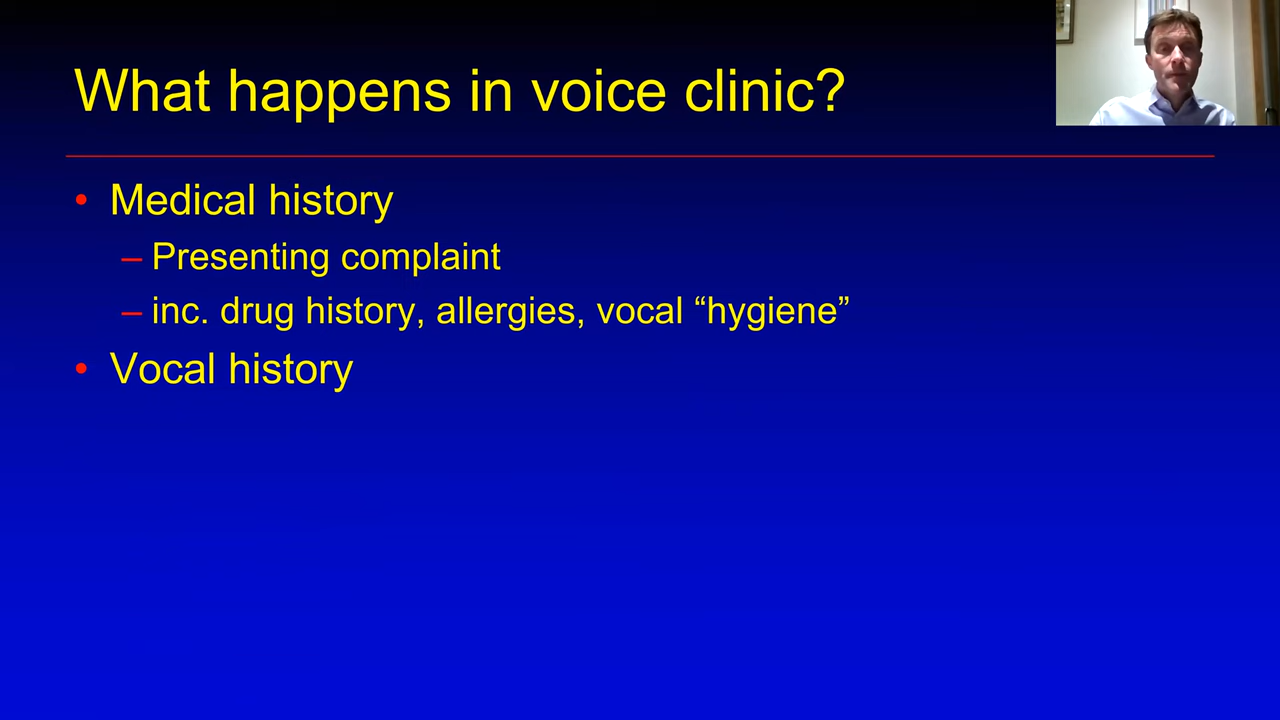 What happens in voice clinic?
• Medical history
– Presenting complaint
– inc. drug history, allergies, vocal “hygiene”
• Vocal history